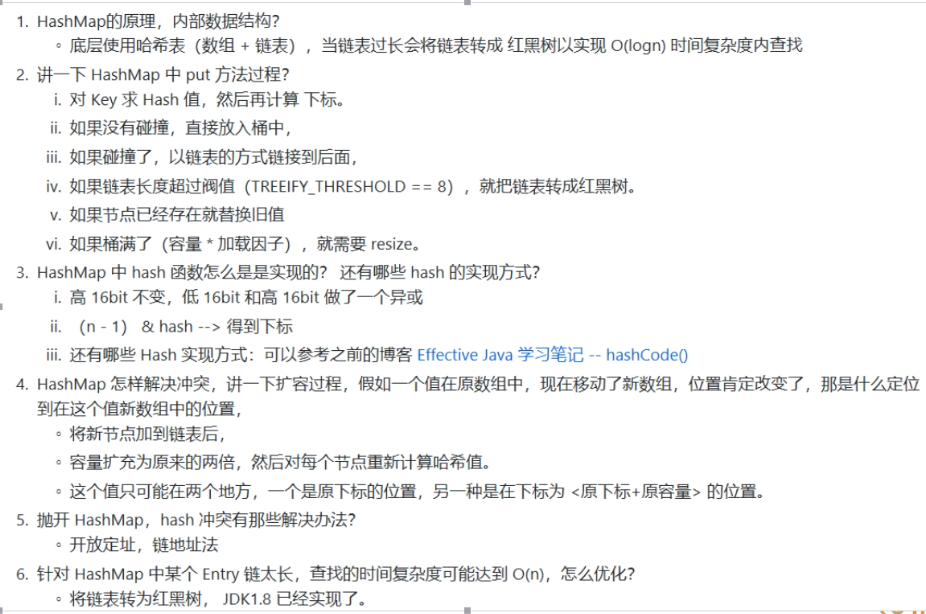 1. HashMap的原理，内部数据结构？
◦ 底层使用哈希表（数组 + 链表），当链表过长会将链表转成 红黑树以实现 O(logn) 时间复杂度内查找
2. 讲一下 HashMap 中 put 方法过程？
i. 对 Key 求 Hash 值，然后再计算 下标。
ii. 如果没有碰撞，直接放入桶中，
iii. 如果碰撞了，以链表的方式链接到后面，
iv. 如果链表长度超过阀值（TREEIFY_THRESHOLD == 8），就把链表转成红黑树。
v. 如果节点已经存在就替换旧值
vi. 如果桶满了（容量 * 加载因子），就需要 resize。
3. HashMap 中 hash 函数怎么是是实现的？ 还有哪些 hash 的实现方式？
i. 高 16bit 不变，低 16bit 和高 16bit 做了一个异或
ii. （n - 1） & hash --> 得到下标
iii. 还有哪些 Hash 实现方式：可以参考之前的博客 Effective Java 学习笔记 -- hashCode()
4. HashMap 怎样解决冲突，讲一下扩容过程，假如一个值在原数组中，现在移动了新数组，位置肯定改变了，那是什么定位
到在这个值新数组中的位置，
◦ 将新节点加到链表后，
◦ 容量扩充为原来的两倍，然后对每个节点重新计算哈希值。
◦ 这个值只可能在两个地方，一个是原下标的位置，另一种是在下标为 <原下标+原容量> 的位置。
5. 抛开 HashMap，hash 冲突有那些解决办法？
◦ 开放定址，链地址法
6. 针对 HashMap 中某个 Entry 链太长，查找的时间复杂度可能达到 O(n)，怎么优化？
◦ 将链表转为红黑树， JDK1.8 已经实现了。